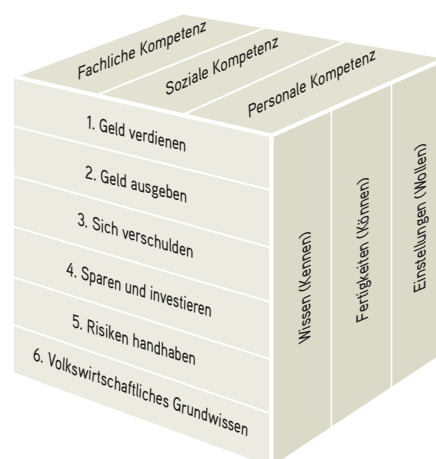 Fachliche Kompetenz
Soziale Kompetenz
Personale Kompetenz
1. Geld verdienen
2. Geld ausgeben
3. Sich verschulden
4. Sparen und investieren
5. Risiken handhaben
6. Volkswirtschaftliches Grundwissen
Wissen (Kennen)
Fertigkeiten (Können)
Einstellungen (Wollen)